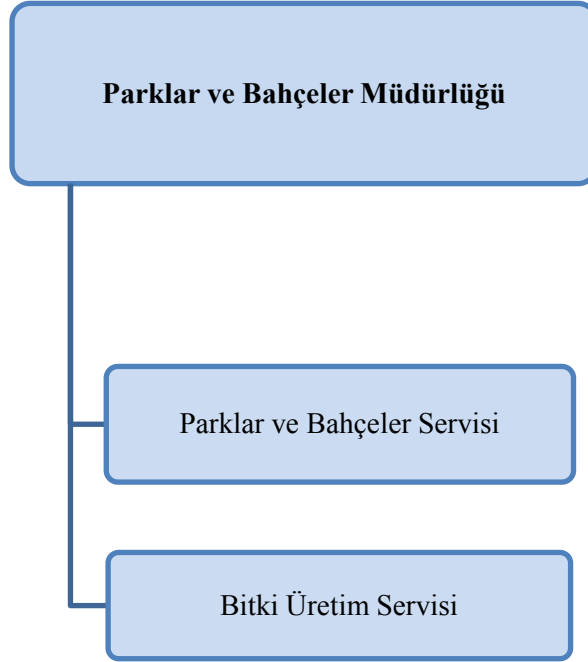 Parklar ve Bahçeler Müdürlüğü
Parklar ve Bahçeler Servisi
Bitki Üretim Servisi